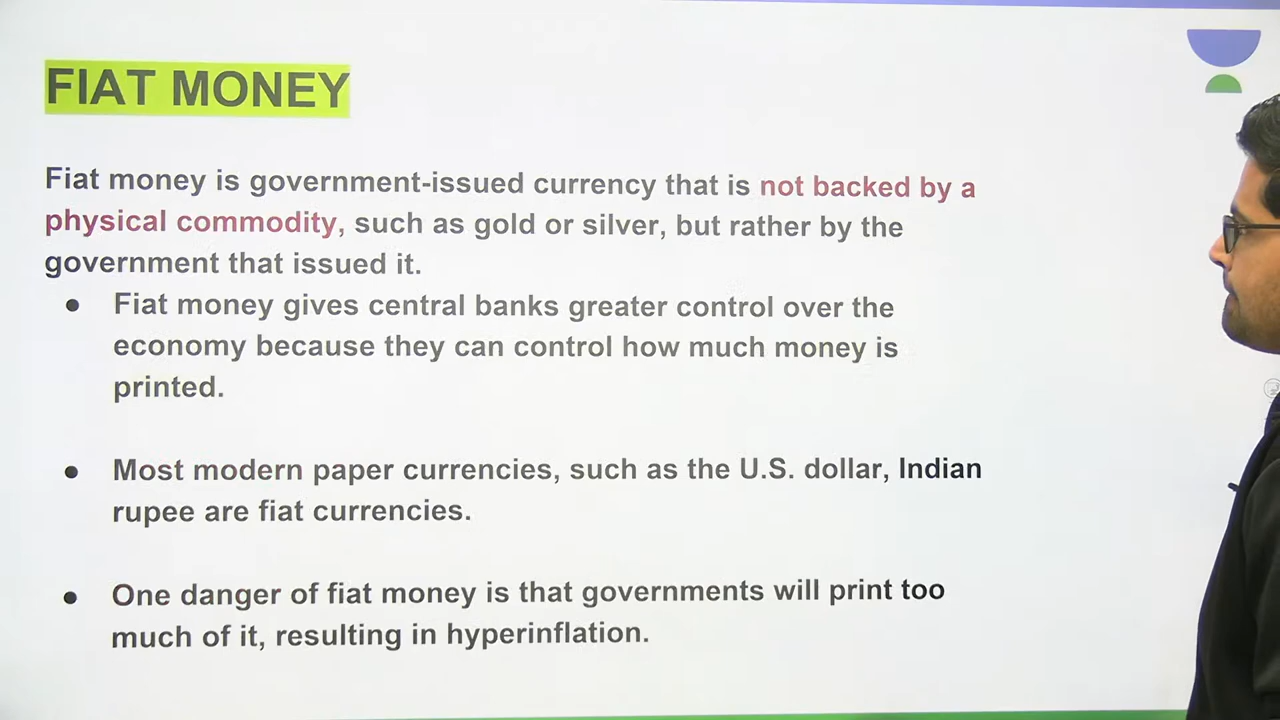 FIAT MONEY
Fiat money is government-issued currency that is not backed by a
physical commodity, such as gold or silver, but rather by the
government that issued it.
● Fiat money gives central banks greater control over the
economy because they can control how much money is
printed.
● Most modern paper currencies, such as the U.S. dollar, Indian
rupee are fiat currencies.
● One danger of fiat money is that governments will print too
much of it, resulting in hyperinflation.